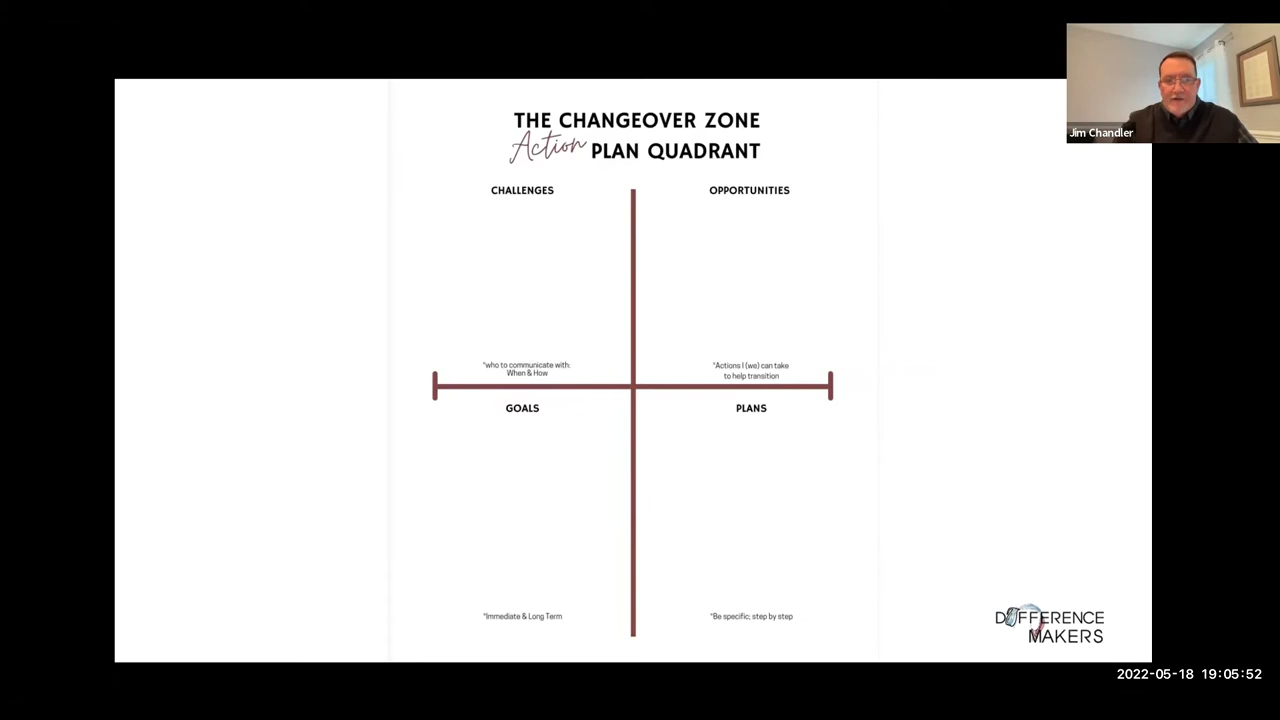 THE CHANGEOVER ZONE
Action PLAN QUADRANT
CHALLENGES
OPPORTUNITIES
*who to communicate with:
When & How
*Actions I (we) can take
to help transition
GOALS
PLANS
*Immediate & Long Term
*Be specific; step by step
DIFFERENCE
MAKERS
Jim Chandler
2022-05-18 19:05:52